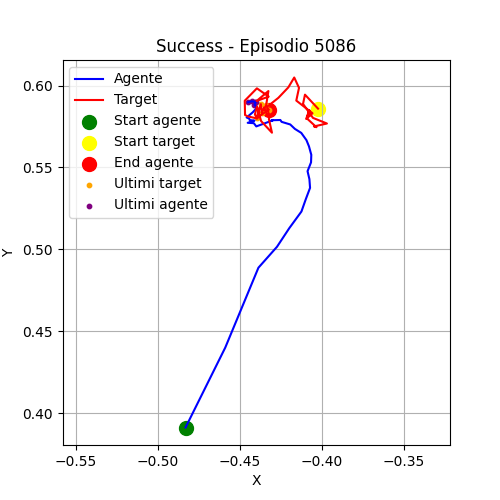 Success - Episodio 5086
Agente
Target
Start agente
Start target
End agente
Ultimi target
Ultimi agente
0.60
0.55
0.50
0.45
0.40
Y
−0.55 −0.50 −0.45 −0.40 −0.35
X